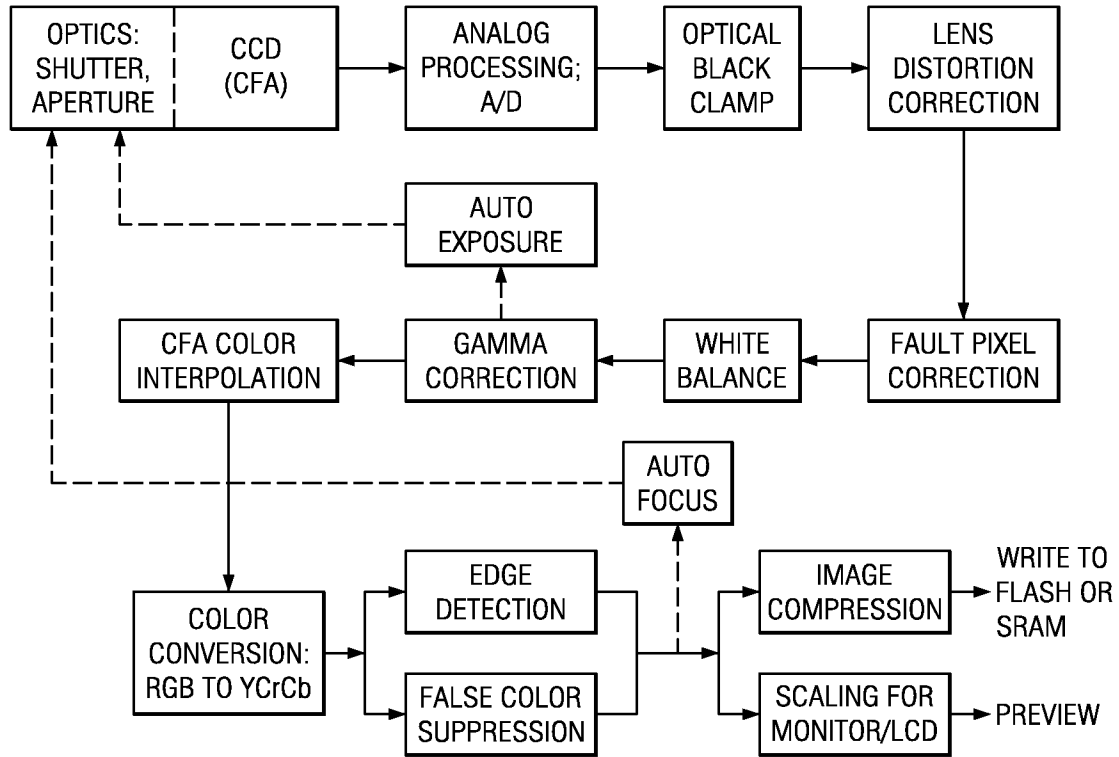 OPTICS:
SHUTTER,
APERTURE
CCD
(CFA)
ANALOG
PROCESSING;
A/D
OPTICAL
BLACK
CLAMP
LENS
DISTORTION
CORRECTION
AUTO
EXPOSURE
CFA COLOR
INTERPOLATION
GAMMA
CORRECTION
WHITE
BALANCE
FAULT PIXEL
CORRECTION
AUTO
FOCUS
COLOR
CONVERSION:
RGB TO YCrCb
EDGE
DETECTION
FALSE COLOR
SUPPRESSION
IMAGE
COMPRESSION
WRITE TO
FLASH OR
SRAM
SCALING FOR
MONITOR/LCD
PREVIEW